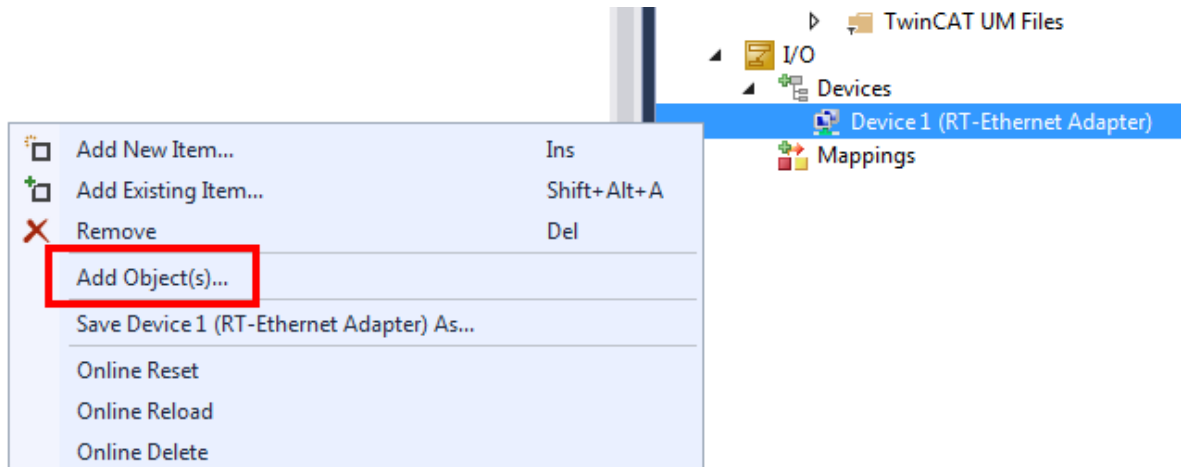 TwinCAT UM Files
I/O
Devices
Device 1 (RT-Ethernet Adapter)
Mappings
Add New Item... Ins
Add Existing Item... Shift+Alt+A
Remove Del
Add Object(s)...
Save Device 1 (RT-Ethernet Adapter) As...
Online Reset
Online Reload
Online Delete